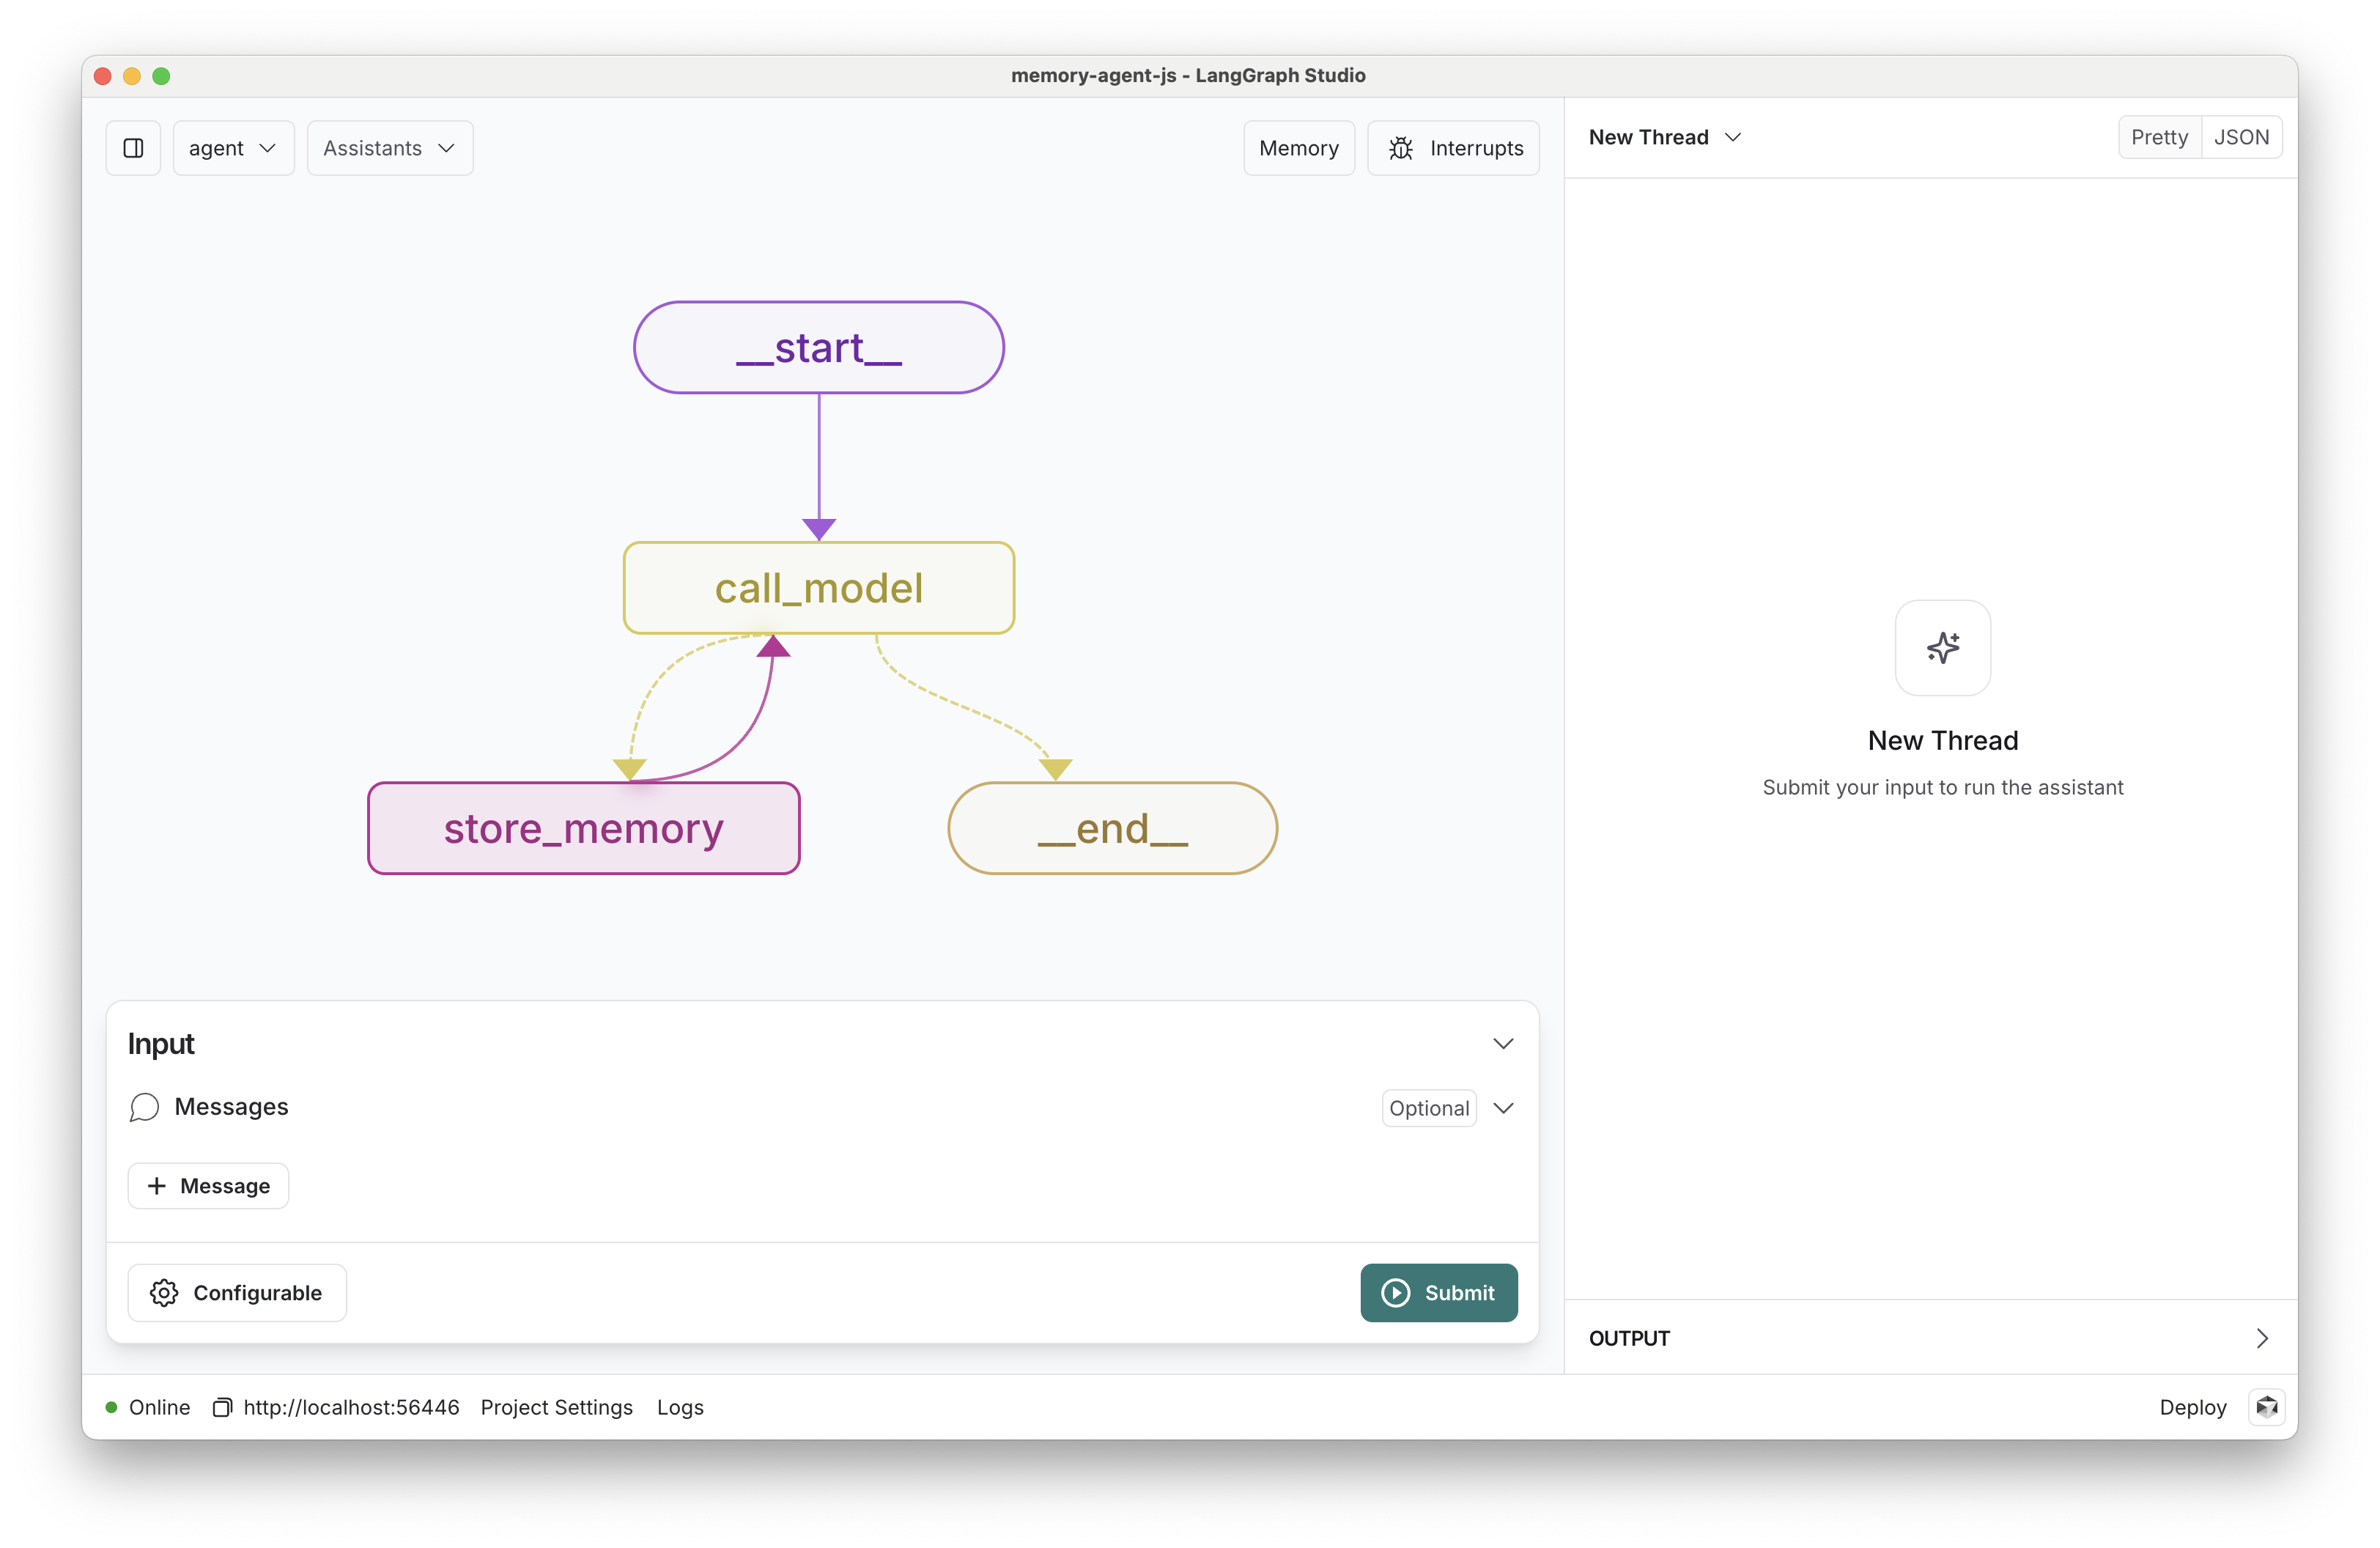 memory-agent-js - LangGraph Studio
agent
Assistants
Memory
Interrupts
New Thread
Pretty
JSON
__start__
call_model
store_memory
__end__
New Thread
Submit your input to run the assistant
Input
Messages
Optional
+ Message
Configurable
Submit
OUTPUT
Online
http://localhost:56446
Project Settings
Logs
Deploy